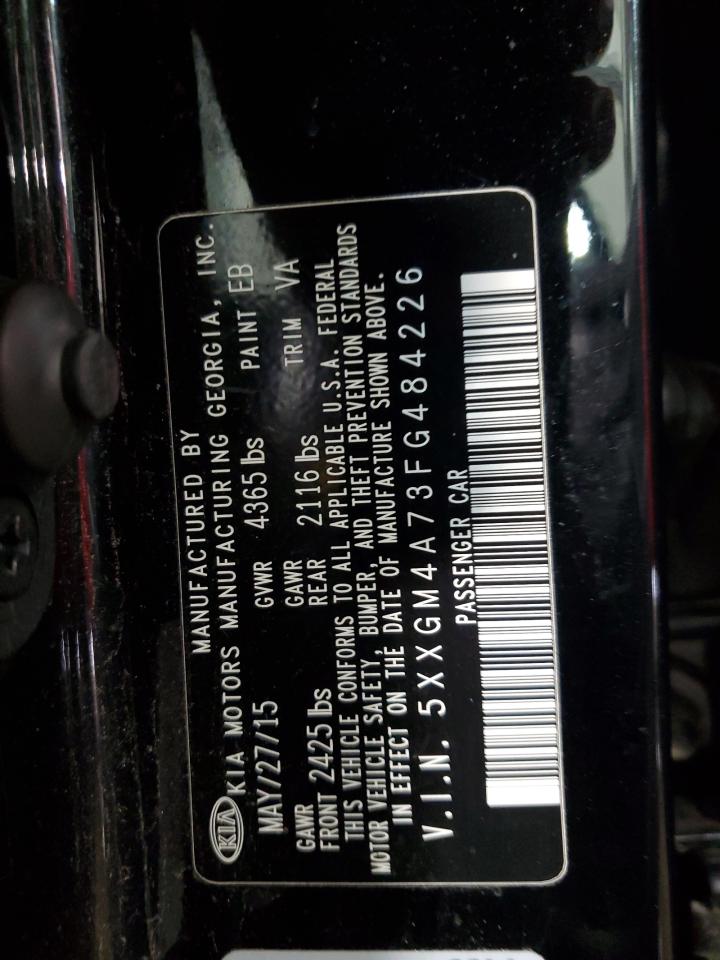 MANUFACTURED BY
KIA KIA MOTORS MANUFACTURING GEORGIA, INC.
MAY/27/15 GVWR 4365 lbs PAINT EB
GAWR FRONT 2425 lbs GAWR REAR 2116 lbs TRIM VA
THIS VEHICLE CONFORMS TO ALL APPLICABLE U.S.A. FEDERAL
MOTOR VEHICLE SAFETY, BUMPER, AND THEFT PREVENTION STANDARDS
IN EFFECT ON THE DATE OF MANUFACTURE SHOWN ABOVE.
V.I.N. 5XXGM4A73FG484226
PASSENGER CAR